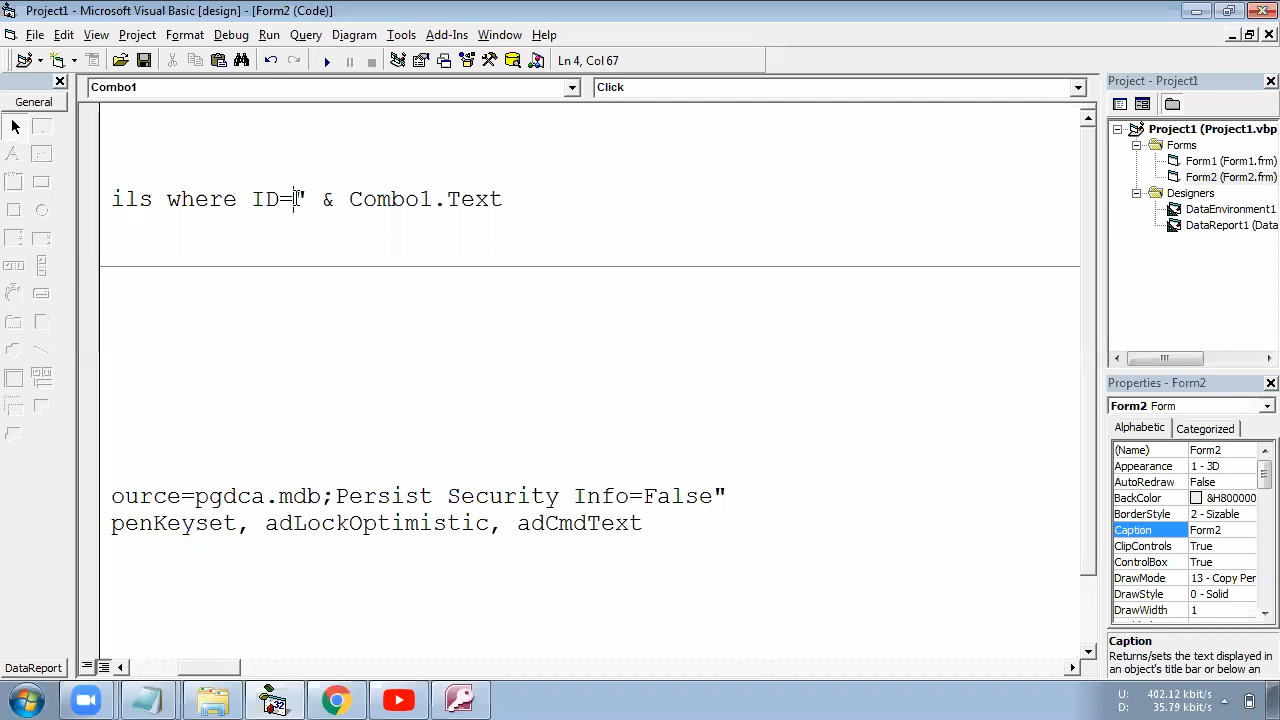 Project1 - Microsoft Visual Basic [design] - [Form2 (Code)]
File Edit View Project Format Debug Run Query Diagram Tools Add-Ins Window Help
Ln 4, Col 67
General
Combo1
Click
ils where ID=" & Combo1.Text
ource=pgdca.mdb;Persist Security Info=False"
penKeyset, adLockOptimistic, adCmdText
DataReport
Project - Project1
Project1 (Project1.vbp
Forms
Form1 (Form1.frm)
Form2 (Form2.frm)
Designers
DataEnvironment1
DataReport1 (Data
Properties - Form2
Form2 Form
Alphabetic Categorized
(Name) Form2
Appearance 1 - 3D
AutoRedraw False
BackColor &H800000
BorderStyle 2 - Sizable
Caption Form2
ClipControls True
ControlBox True
DrawMode 13 - Copy Per
DrawStyle 0 - Solid
DrawWidth 1
Caption
Returns/sets the text displayed in
an object's title bar or below an
32
U: 402.12 kbit/s
D: 35.79 kbit/s